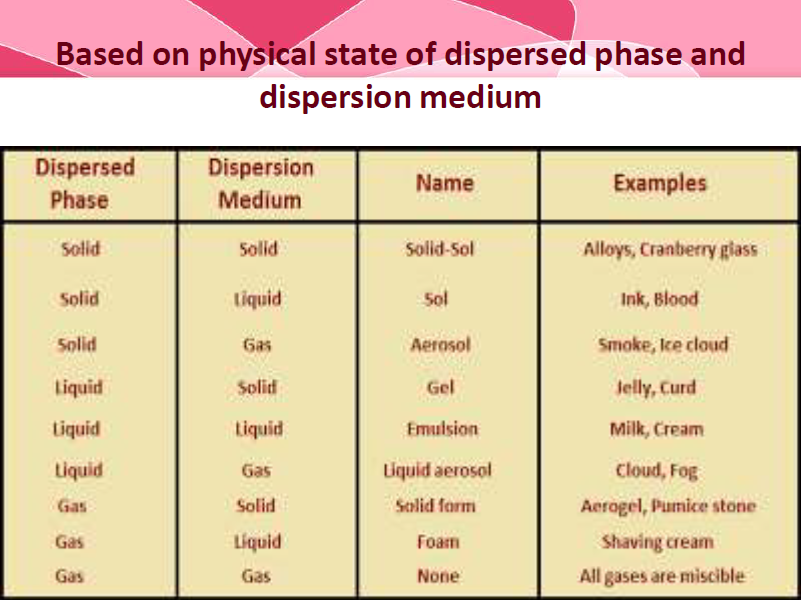 Based on physical state of dispersed phase and
dispersion medium
Dispersed Phase Dispersion Medium Name Examples
Solid Solid Solid-Sol Alloys, Cranberry glass
Solid Liquid Sol Ink, Blood
Solid Gas Aerosol Smoke, Ice cloud
Liquid Solid Gel Jelly, Curd
Liquid Liquid Emulsion Milk, Cream
Liquid Gas Liquid aerosol Cloud, Fog
Gas Solid Solid form Aerogel, Pumice stone
Gas Liquid Foam Shaving cream
Gas Gas None All gases are miscible